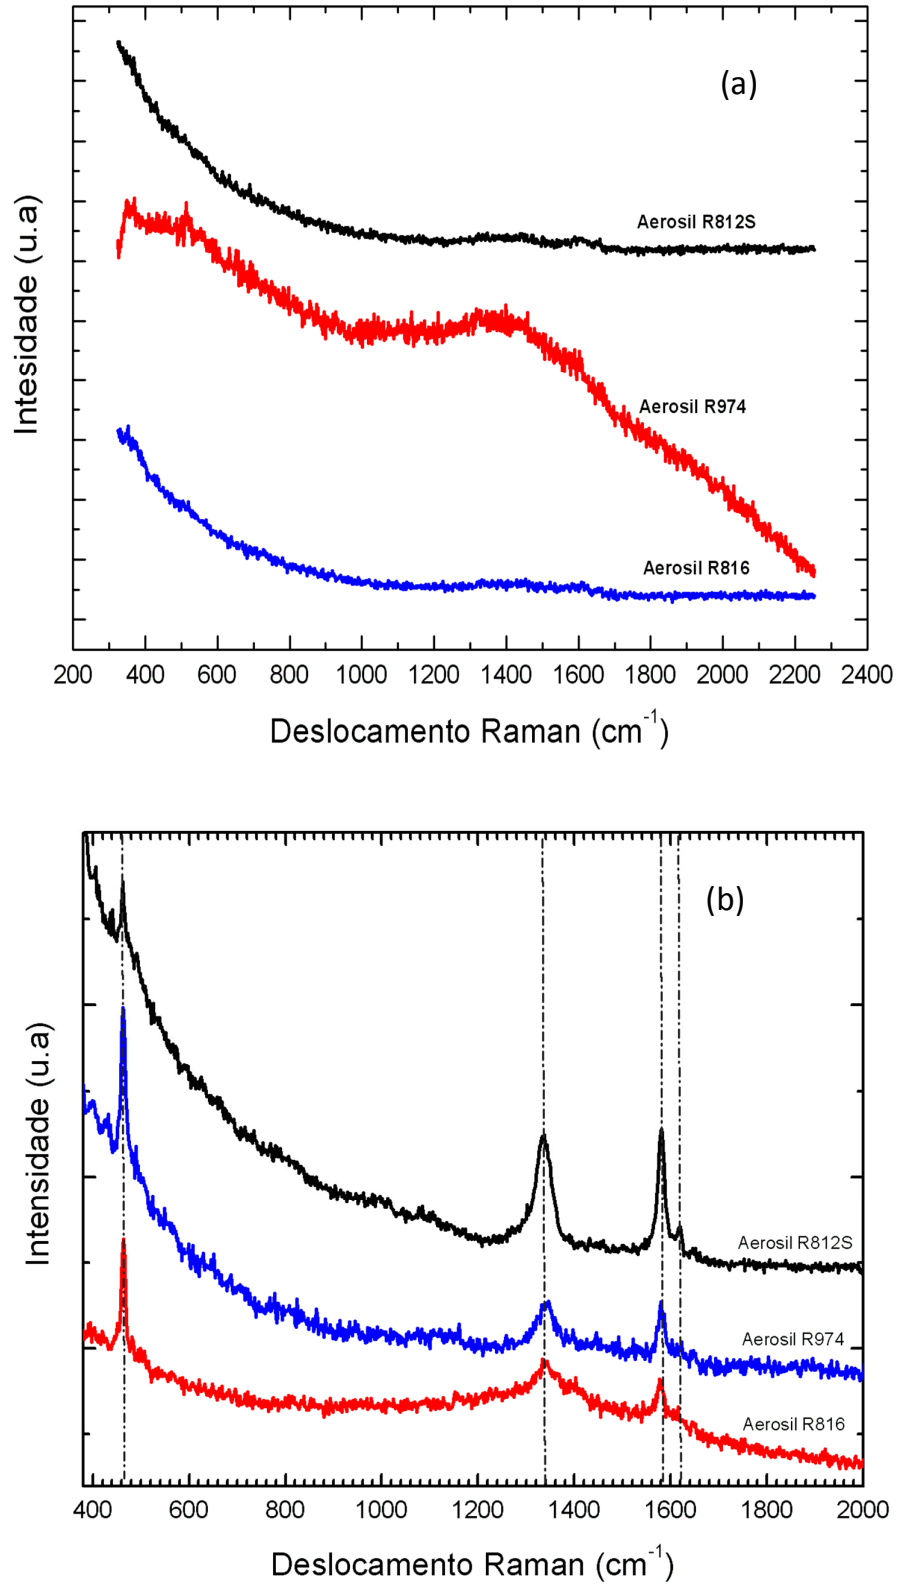 (a)
Aerosil R812S
Aerosil R974
Aerosil R816
Intesidade (u.a)
200 400 600 800 1000 1200 1400 1600 1800 2000 2200 2400
Deslocamento Raman (cm⁻¹)
(b)
Aerosil R812S
Aerosil R974
Aerosil R816
Intensidade (u.a)
400 600 800 1000 1200 1400 1600 1800 2000
Deslocamento Raman (cm⁻¹)